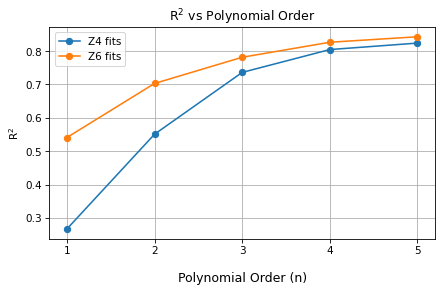 R² vs Polynomial Order
Z4 fits
Z6 fits
R²
0.8
0.7
0.6
0.5
0.4
0.3
1 2 3 4 5
Polynomial Order (n)